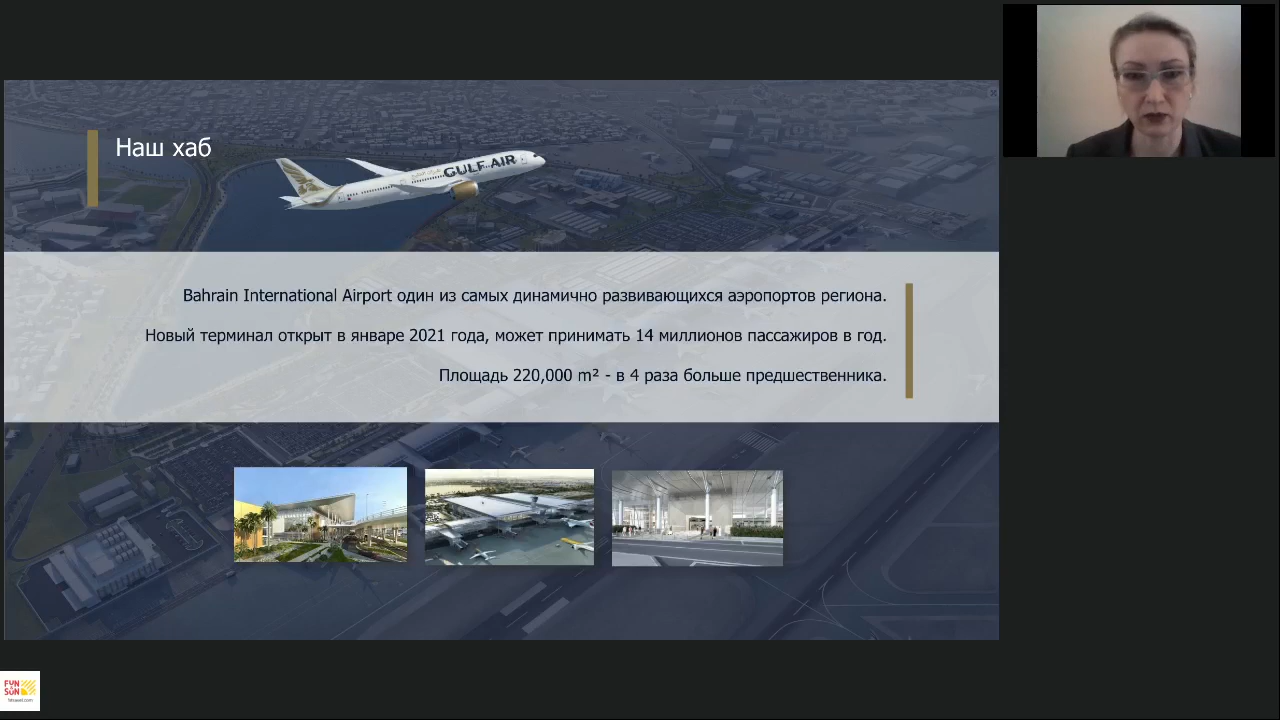 Наш хаб
GULF AIR
Bahrain International Airport один из самых динамично развивающихся аэропортов региона.
Новый терминал открыт в январе 2021 года, может принимать 14 миллионов пассажиров в год.
Площадь 220,000 m² - в 4 раза больше предшественника.
FUN
SUN